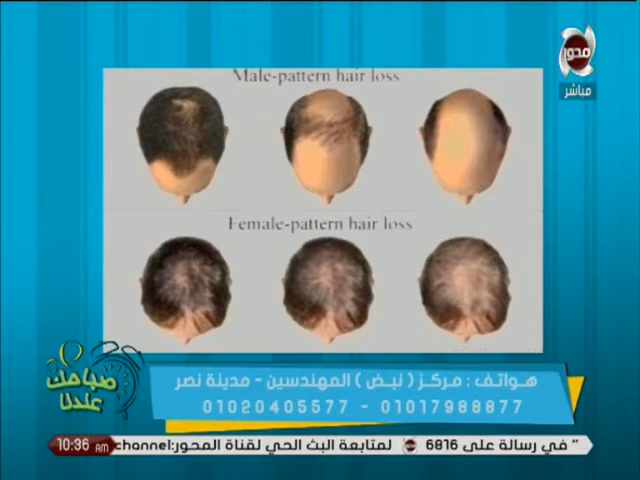 محور
مباشر
Male-pattern hair loss
Female-pattern hair loss
صباحك عندنا
هواتف : مركز ( نبض ) المهندسين - مدينة نصر
01020405577 - 01017988877
10:36 AM
” في رسالة على 6816 لمتابعة البث الحي لقناة المحور:channel